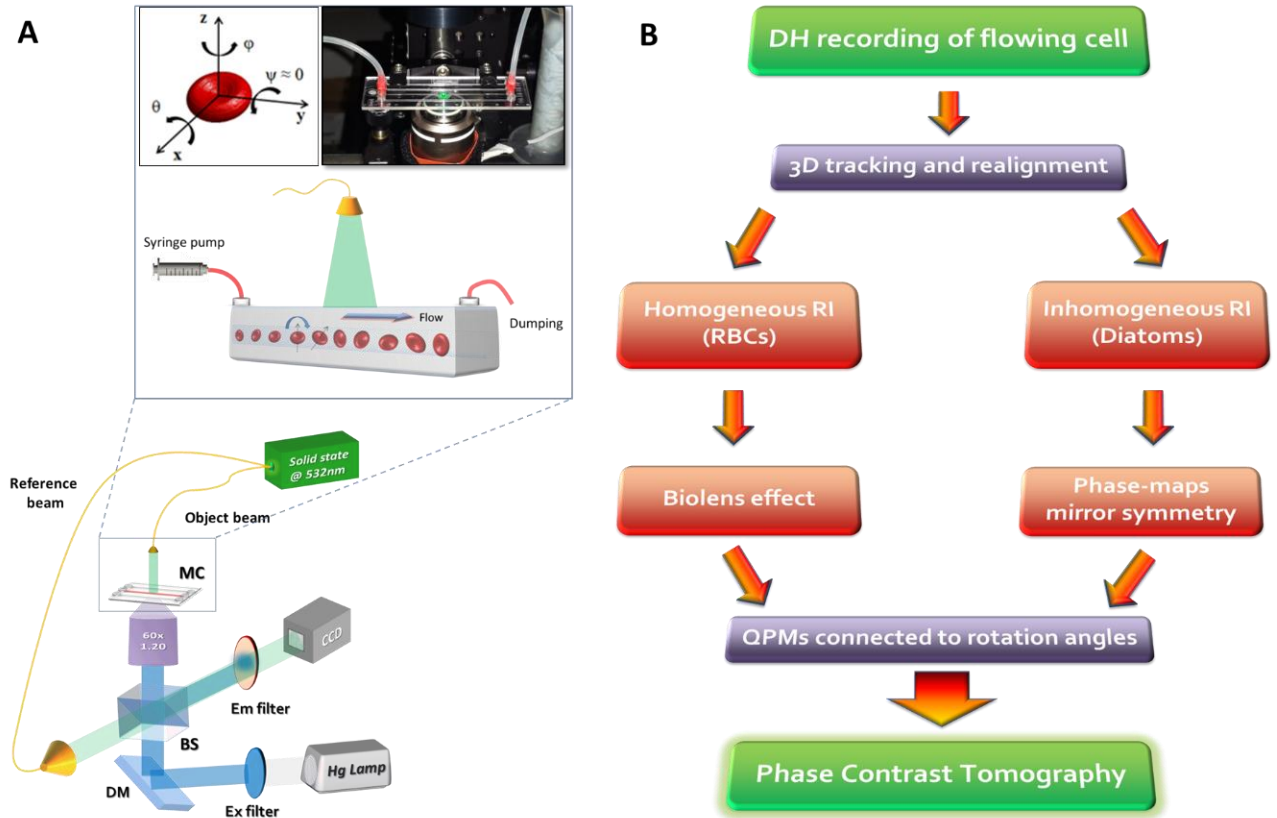 A
z
φ
ψ ≈ 0
θ
y
x
Syringe pump
Flow
Dumping
Solid state
@ 532nm
Reference
beam
Object beam
MC
60x
1.20
CCD
Em filter
BS
Hg Lamp
DM
Ex filter
B
DH recording of flowing cell
3D tracking and realignment
Homogeneous RI
(RBCs)
Inhomogeneous RI
(Diatoms)
Biolens effect
Phase-maps
mirror symmetry
QPMs connected to rotation angles
Phase Contrast Tomography